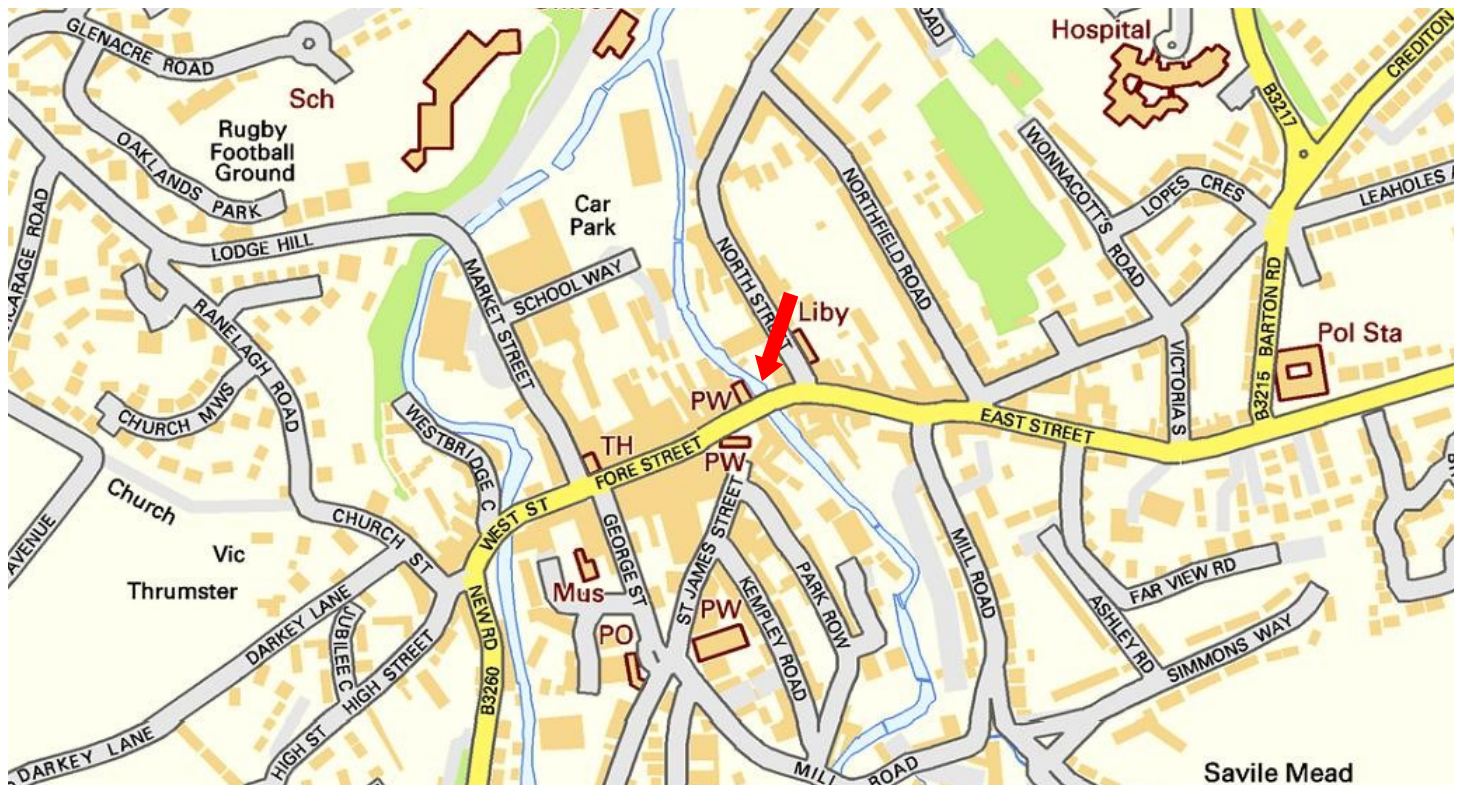 GLENACRE ROAD
Sch
OAKLANDS PARK
Rugby
Football
Ground
LODGE HILL
Car
Park
SCHOOL WAY
MARKET STREET
NORTH STREET
NORTHFIELD ROAD
Liby
Hospital
WONNACOTT'S ROAD
LOPES CRES
B3217
CREDITON
LEAHOLES
B3215 BARTON RD
Pol Sta
VICTORIA S
EAST STREET
PW
FORE STREET
PW
TH
WEST ST
RANELAGH ROAD
CHURCH MWS
WESTBRIDGE C
CHURCH ST
Church
AVENUE
Vic
Thrumster
DARKEY LANE
JUBILEE C
HIGH STREET
HIGH ST
DARKEY LANE
NEW RD
B3260
Mus
GEORGE ST
PO
ST JAMES STREET
PW
KEMPLEY ROAD
PARK ROW
MILL ROAD
MILL ROAD
ASHLEY RD
FAR VIEW RD
SIMMONS WAY
Savile Mead